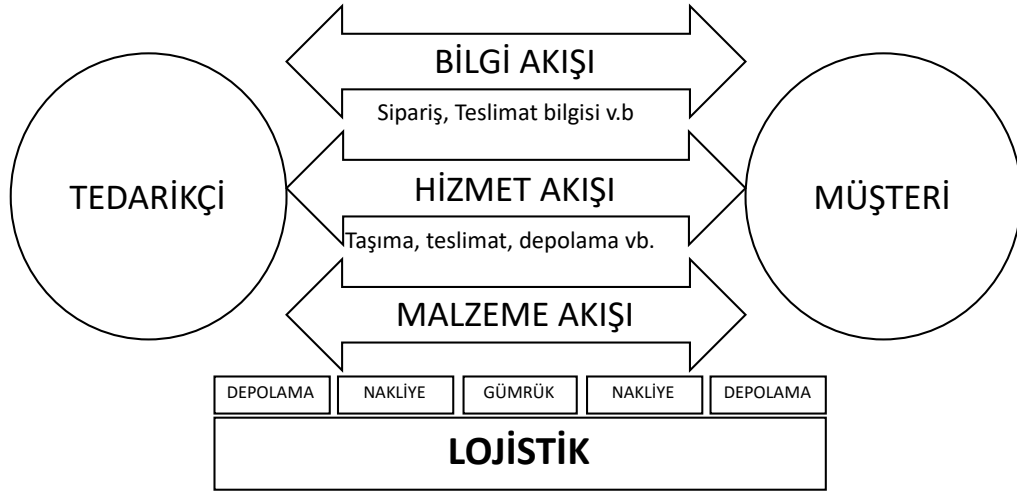 BİLGİ AKIŞI
Sipariş, Teslimat bilgisi v.b
TEDARİKÇİ
HİZMET AKIŞI
MÜŞTERİ
Taşıma, teslimat, depolama vb.
MALZEME AKIŞI
DEPOLAMA
NAKLİYE
GÜMRÜK
NAKLİYE
DEPOLAMA
LOJİSTİK